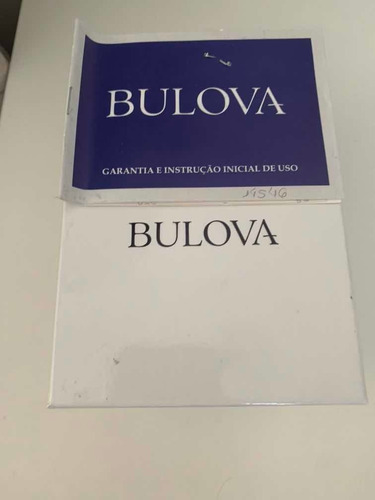 BULOVA
GARANTIA E INSTRUÇÃO INICIAL DE USO
BULOVA